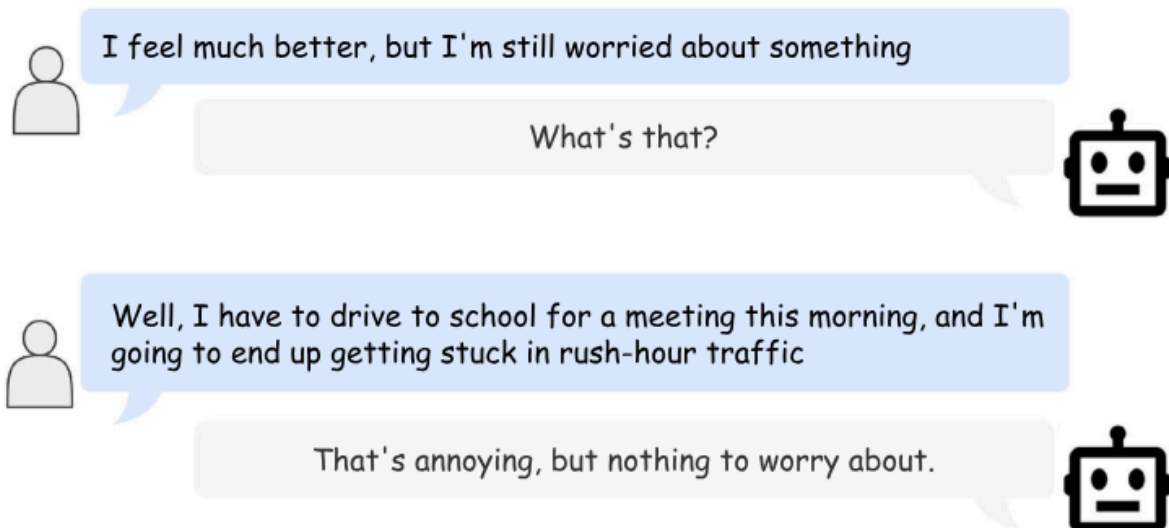 I feel much better, but I'm still worried about something
What's that?
Well, I have to drive to school for a meeting this morning, and I'm
going to end up getting stuck in rush-hour traffic
That's annoying, but nothing to worry about.